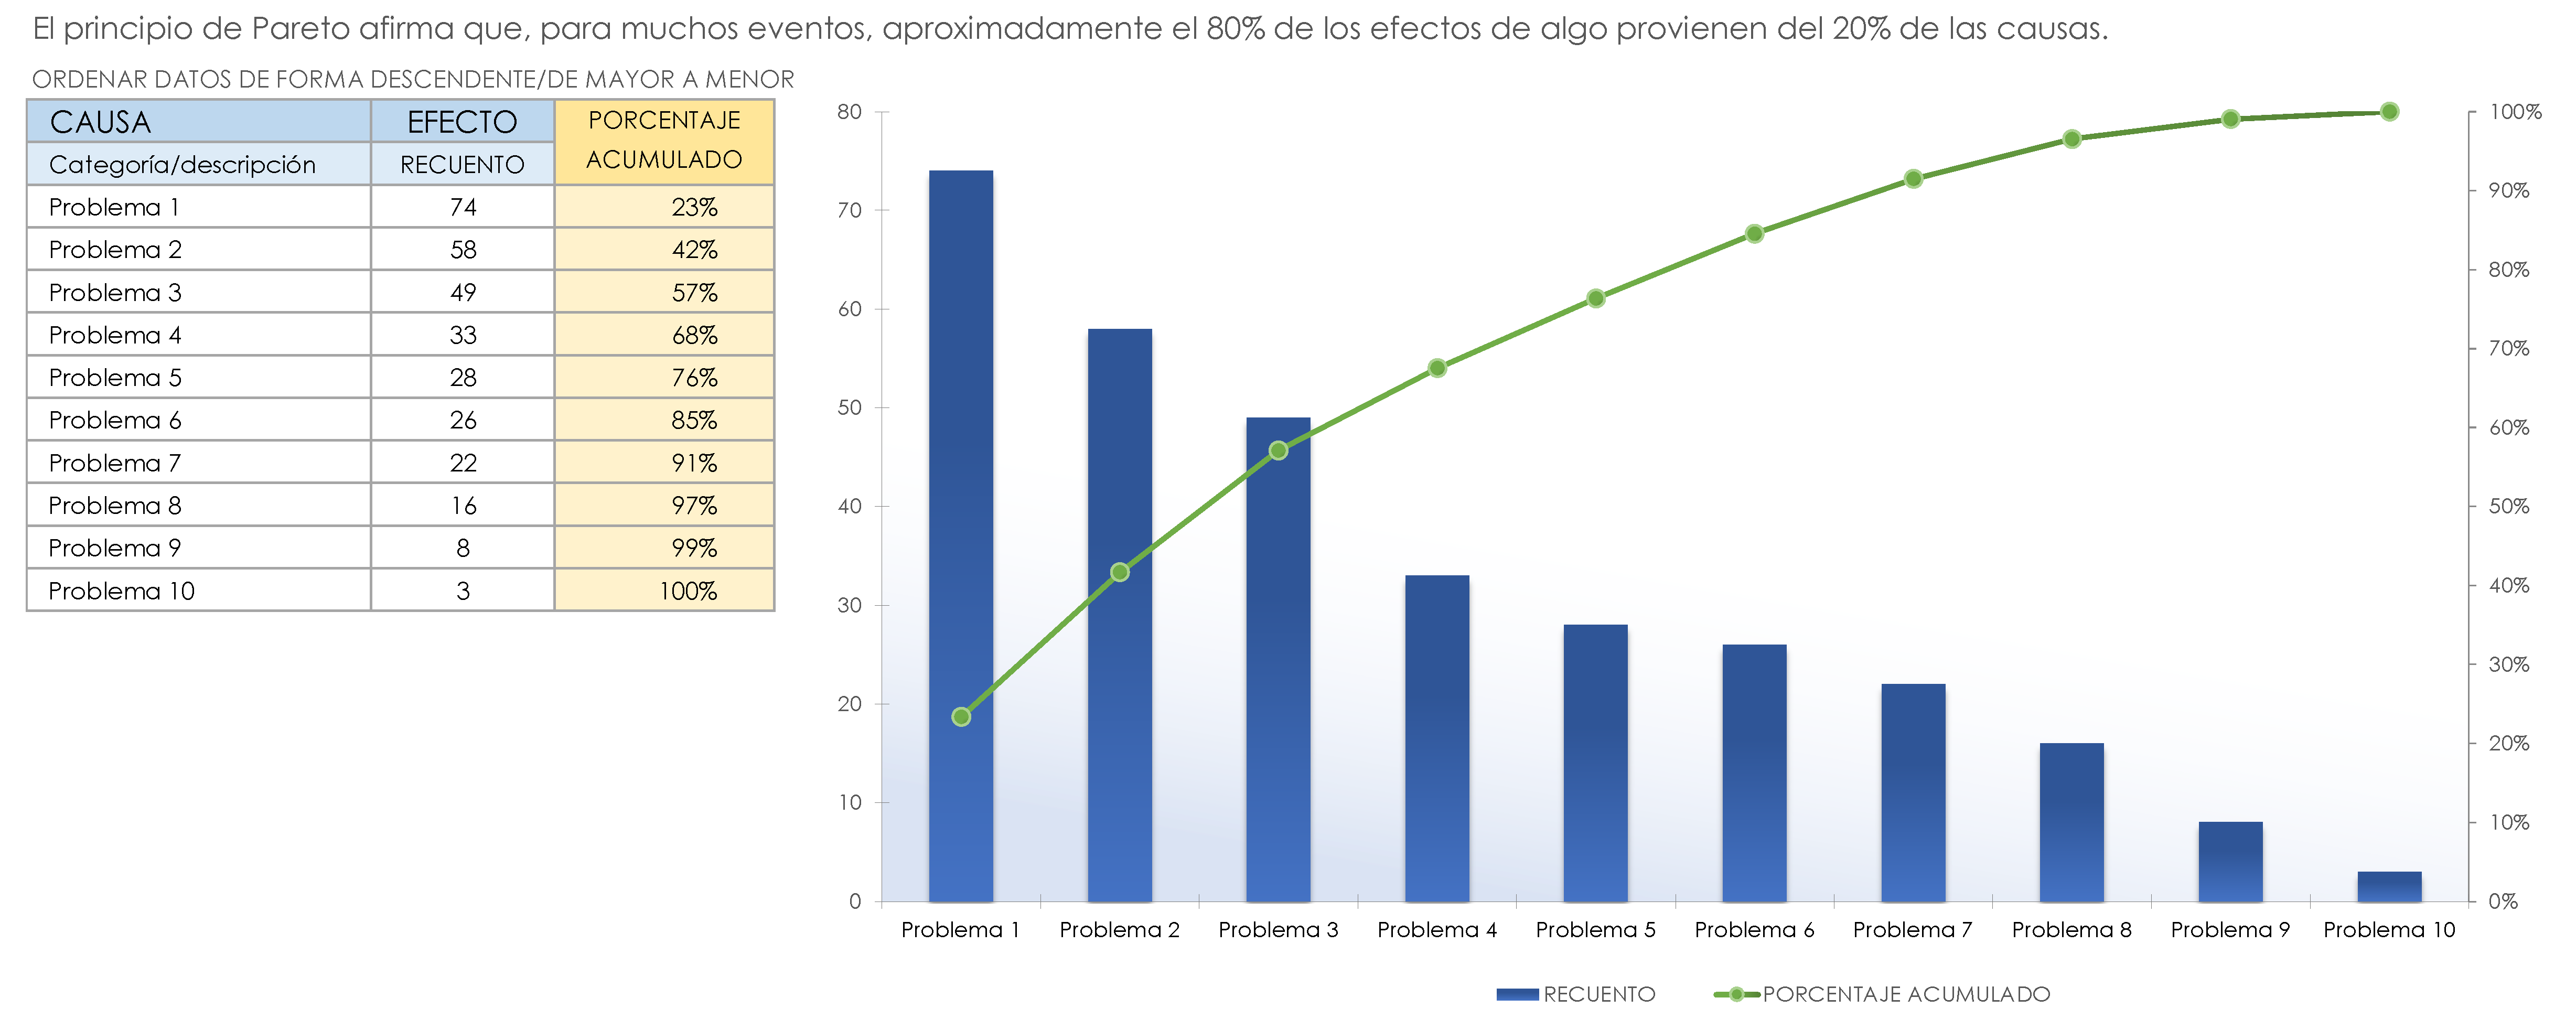 El principio de Pareto afirma que, para muchos eventos, aproximadamente el 80% de los efectos de algo provienen del 20% de las causas.
ORDENAR DATOS DE FORMA DESCENDENTE/DE MAYOR A MENOR
CAUSA EFECTO PORCENTAJE ACUMULADO
Categoría/descripción RECUENTO
Problema 1 74 23%
Problema 2 58 42%
Problema 3 49 57%
Problema 4 33 68%
Problema 5 28 76%
Problema 6 26 85%
Problema 7 22 91%
Problema 8 16 97%
Problema 9 8 99%
Problema 10 3 100%
80
70
60
50
40
30
20
10
0
100%
90%
80%
70%
60%
50%
40%
30%
20%
10%
0%
Problema 1 Problema 2 Problema 3 Problema 4 Problema 5 Problema 6 Problema 7 Problema 8 Problema 9 Problema 10
RECUENTO PORCENTAJE ACUMULADO